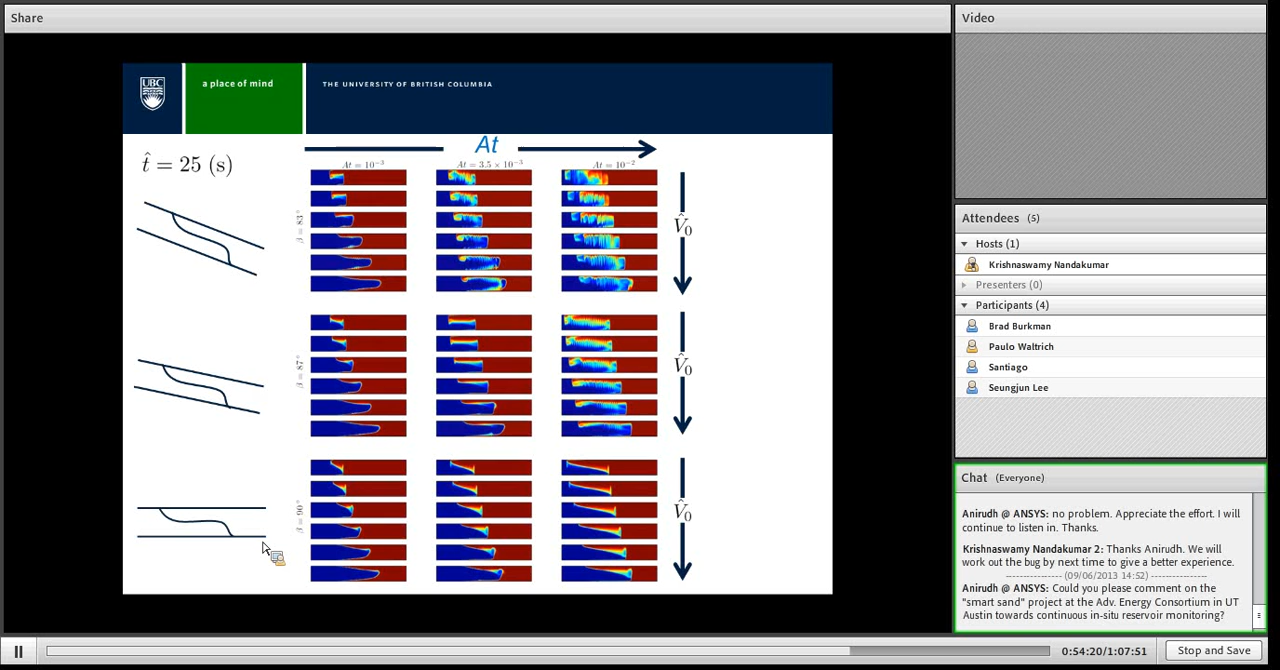 Share
Video
UBC
a place of mind
THE UNIVERSITY OF BRITISH COLUMBIA
At
t̂ = 25 (s)
At = 10⁻³
At = 3.5 × 10⁻³
At = 10⁻²
β = 83°
V̂₀
β = 87°
V̂₀
β = 90°
V̂₀
Attendees (5)
Hosts (1)
Krishnaswamy Nandakumar
Presenters (0)
Participants (4)
Brad Burkman
Paulo Waltrich
Santiago
Seungjun Lee
Chat (Everyone)
Anirudh @ ANSYS: no problem. Appreciate the effort. I will
continue to listen in. Thanks.
Krishnaswamy Nandakumar 2: Thanks Anirudh. We will
work out the bug by next time to give a better experience.
---------------- (09/06/2013 14:52) ----------------
Anirudh @ ANSYS: Could you please comment on the
"smart sand" project at the Adv. Energy Consortium in UT
Austin towards continuous in-situ reservoir monitoring?
0:54:20/1:07:51
Stop and Save